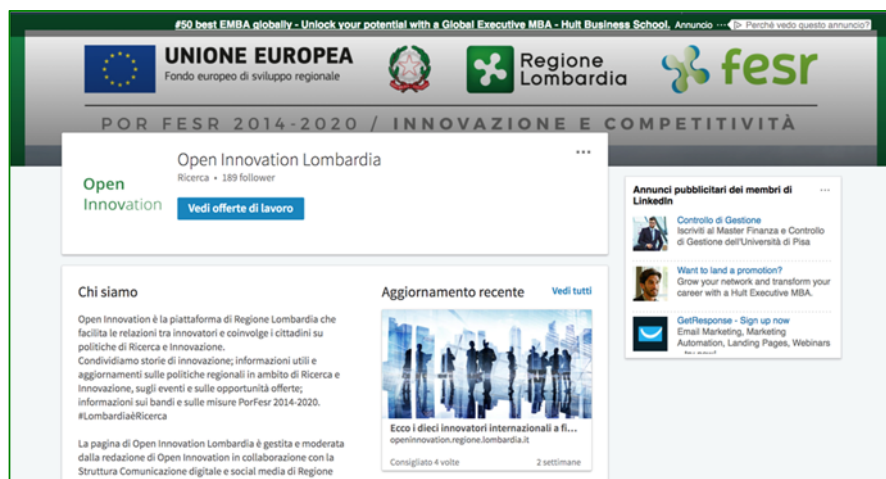 #50 best EMBA globally - Unlock your potential with a Global Executive MBA - Hult Business School. Annuncio ··· Perché vedo questo annuncio?
UNIONE EUROPEA
Fondo europeo di sviluppo regionale
Regione
Lombardia
fesr
POR FESR 2014-2020 / INNOVAZIONE E COMPETITIVITÀ
Open
Innovation
Open Innovation Lombardia
Ricerca • 189 follower
Vedi offerte di lavoro
Chi siamo
Open Innovation è la piattaforma di Regione Lombardia che
facilita le relazioni tra innovatori e coinvolge i cittadini su
politiche di Ricerca e Innovazione.
Condividiamo storie di innovazione; informazioni utili e
aggiornamenti sulle politiche regionali in ambito di Ricerca e
Innovazione, sugli eventi e sulle opportunità offerte;
informazioni sui bandi e sulle misure PorFesr 2014-2020.
#LombardiaèRicerca
La pagina di Open Innovation Lombardia è gestita e moderata
dalla redazione di Open Innovation in collaborazione con la
Struttura Comunicazione digitale e social media di Regione
Aggiornamento recente
Vedi tutti
Ecco i dieci innovatori internazionali a fi...
openinnovation.regione.lombardia.it
Consigliato 4 volte
2 settimane
Annunci pubblicitari dei membri di
LinkedIn
Controllo di Gestione
Iscriviti al Master Finanza e Controllo
di Gestione dell'Università di Pisa
Want to land a promotion?
Grow your network and transform your
career with a Hult Executive MBA.
GetResponse - Sign up now
Email Marketing, Marketing
Automation, Landing Pages, Webinars